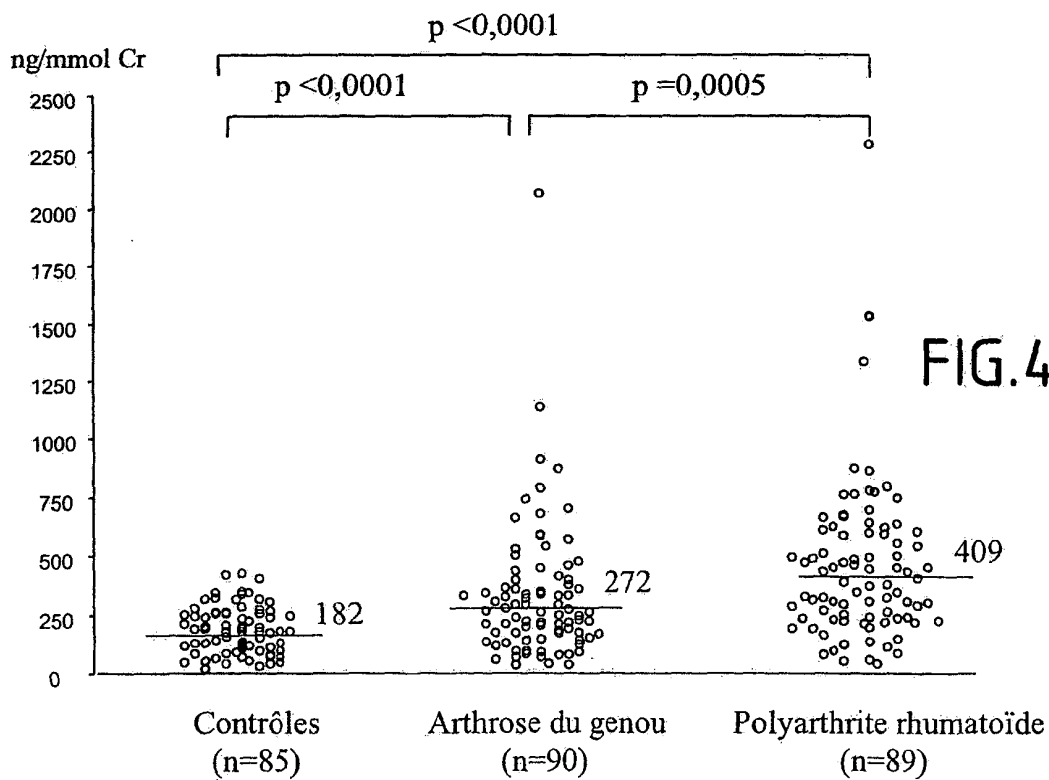 p <0,0001
ng/mmol Cr
p <0,0001
p =0,0005
2500
2250
2000
1750
1500
1250
1000
750
500
250
0
FIG.4
182
272
409
Contrôles
(n=85)
Arthrose du genou
(n=90)
Polyarthrite rhumatoïde
(n=89)